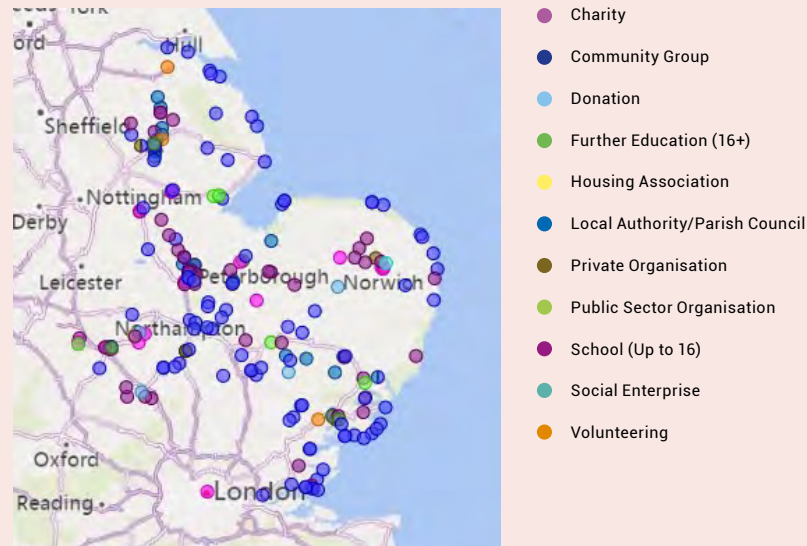 York
Hull
Sheffield
Nottingham
Derby
Peterborough
Norwich
Leicester
Northampton
Oxford
London
Reading
Charity
Community Group
Donation
Further Education (16+)
Housing Association
Local Authority/Parish Council
Private Organisation
Public Sector Organisation
School (Up to 16)
Social Enterprise
Volunteering